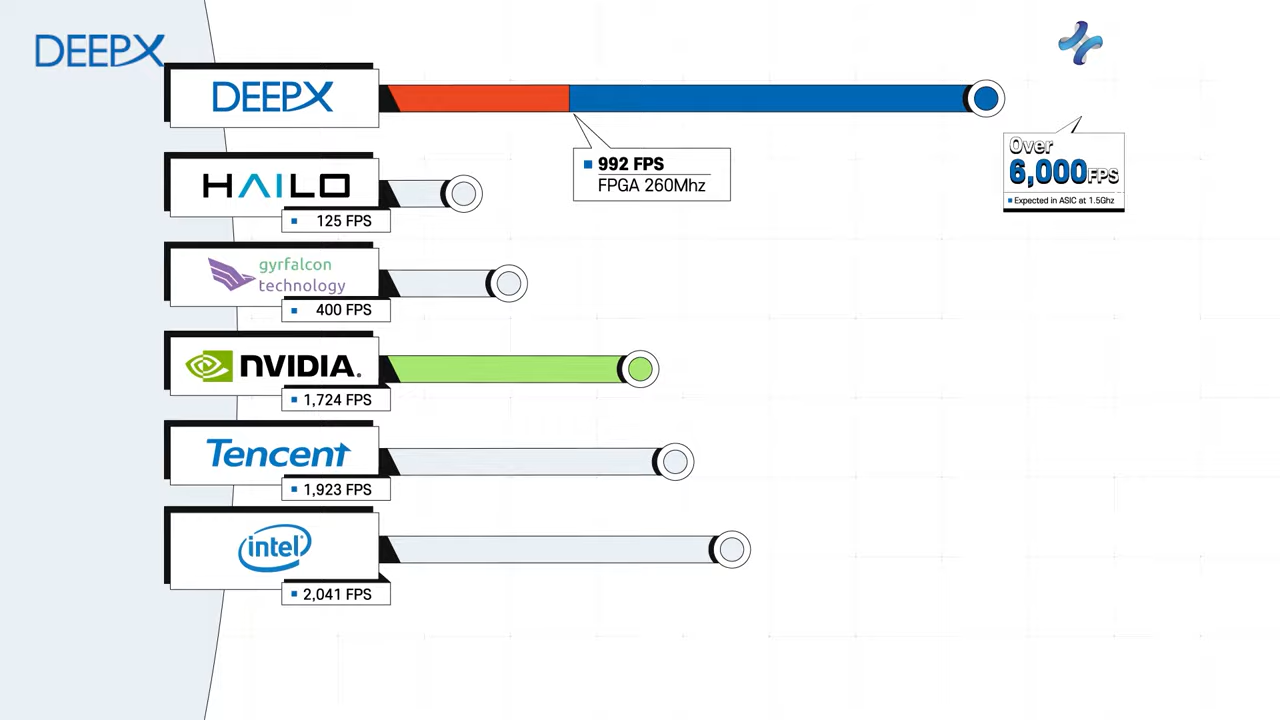 DEEPX
DEEPX
992 FPS
FPGA 260Mhz
Over
6,000FPS
Expected in ASIC at 1.5Ghz
HAILO
125 FPS
gyrfalcon
technology
400 FPS
NVIDIA.
1,724 FPS
Tencent
1,923 FPS
intel
2,041 FPS